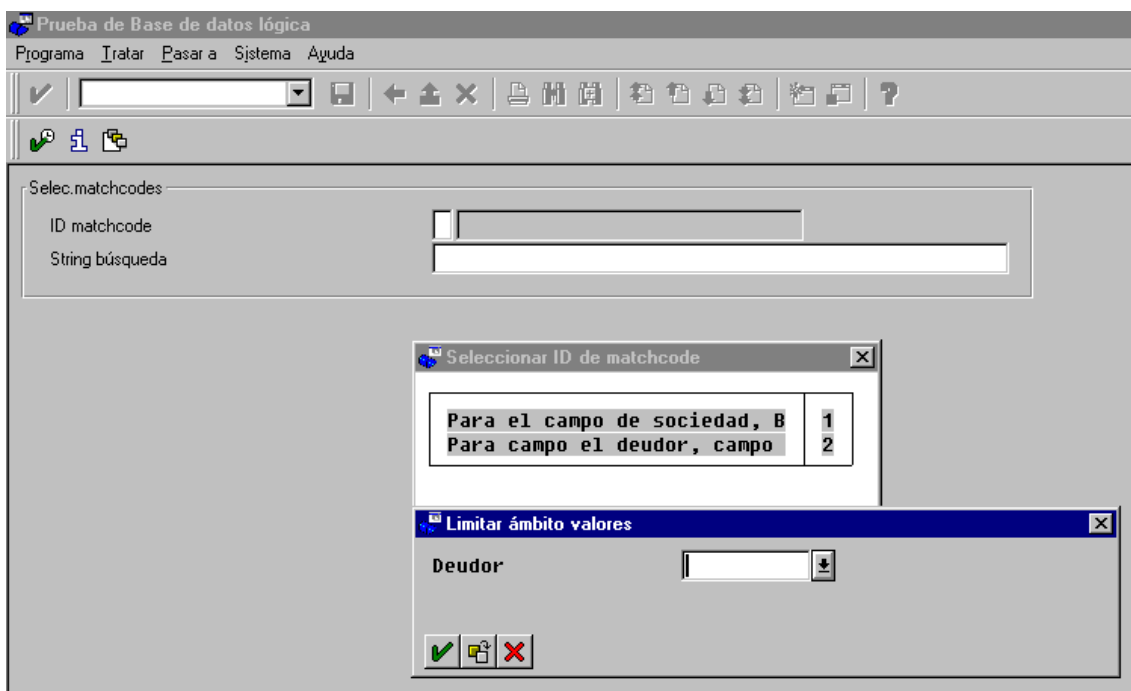 Prueba de Base de datos lógica
Programa Tratar Pasar a Sistema Ayuda
Selec.matchcodes
ID matchcode
String búsqueda
Seleccionar ID de matchcode
Para el campo de sociedad, B 1
Para campo el deudor, campo 2
Limitar ámbito valores
Deudor